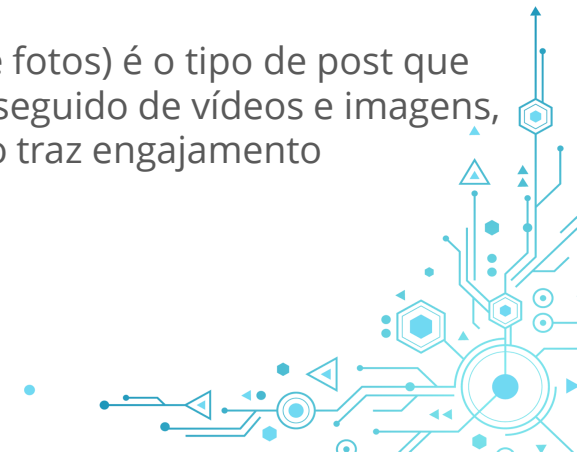 fotos) é o tipo de post que
seguido de vídeos e imagens,
traz engajamento